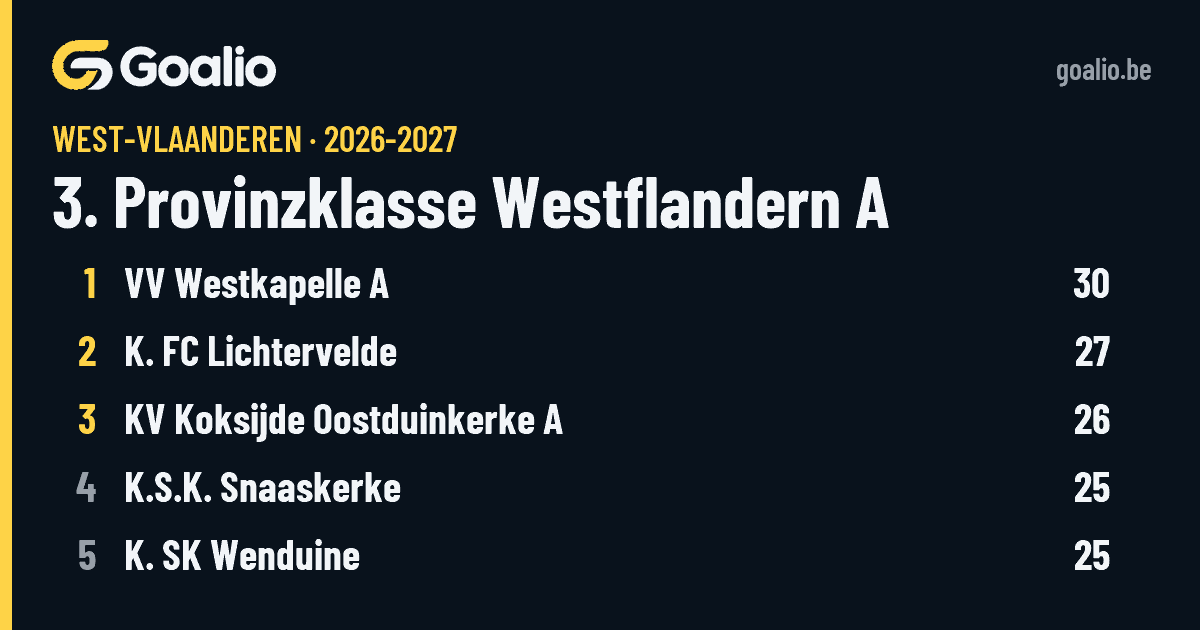 Goalio
goalio.be
WEST-VLAANDEREN · 2026-2027
3. Provinzklasse Westflandern A
1 VV Westkapelle A 30
2 K. FC Lichtervelde 27
3 KV Koksijde Oostduinkerke A 26
4 K.S.K. Snaaskerke 25
5 K. SK Wenduine 25